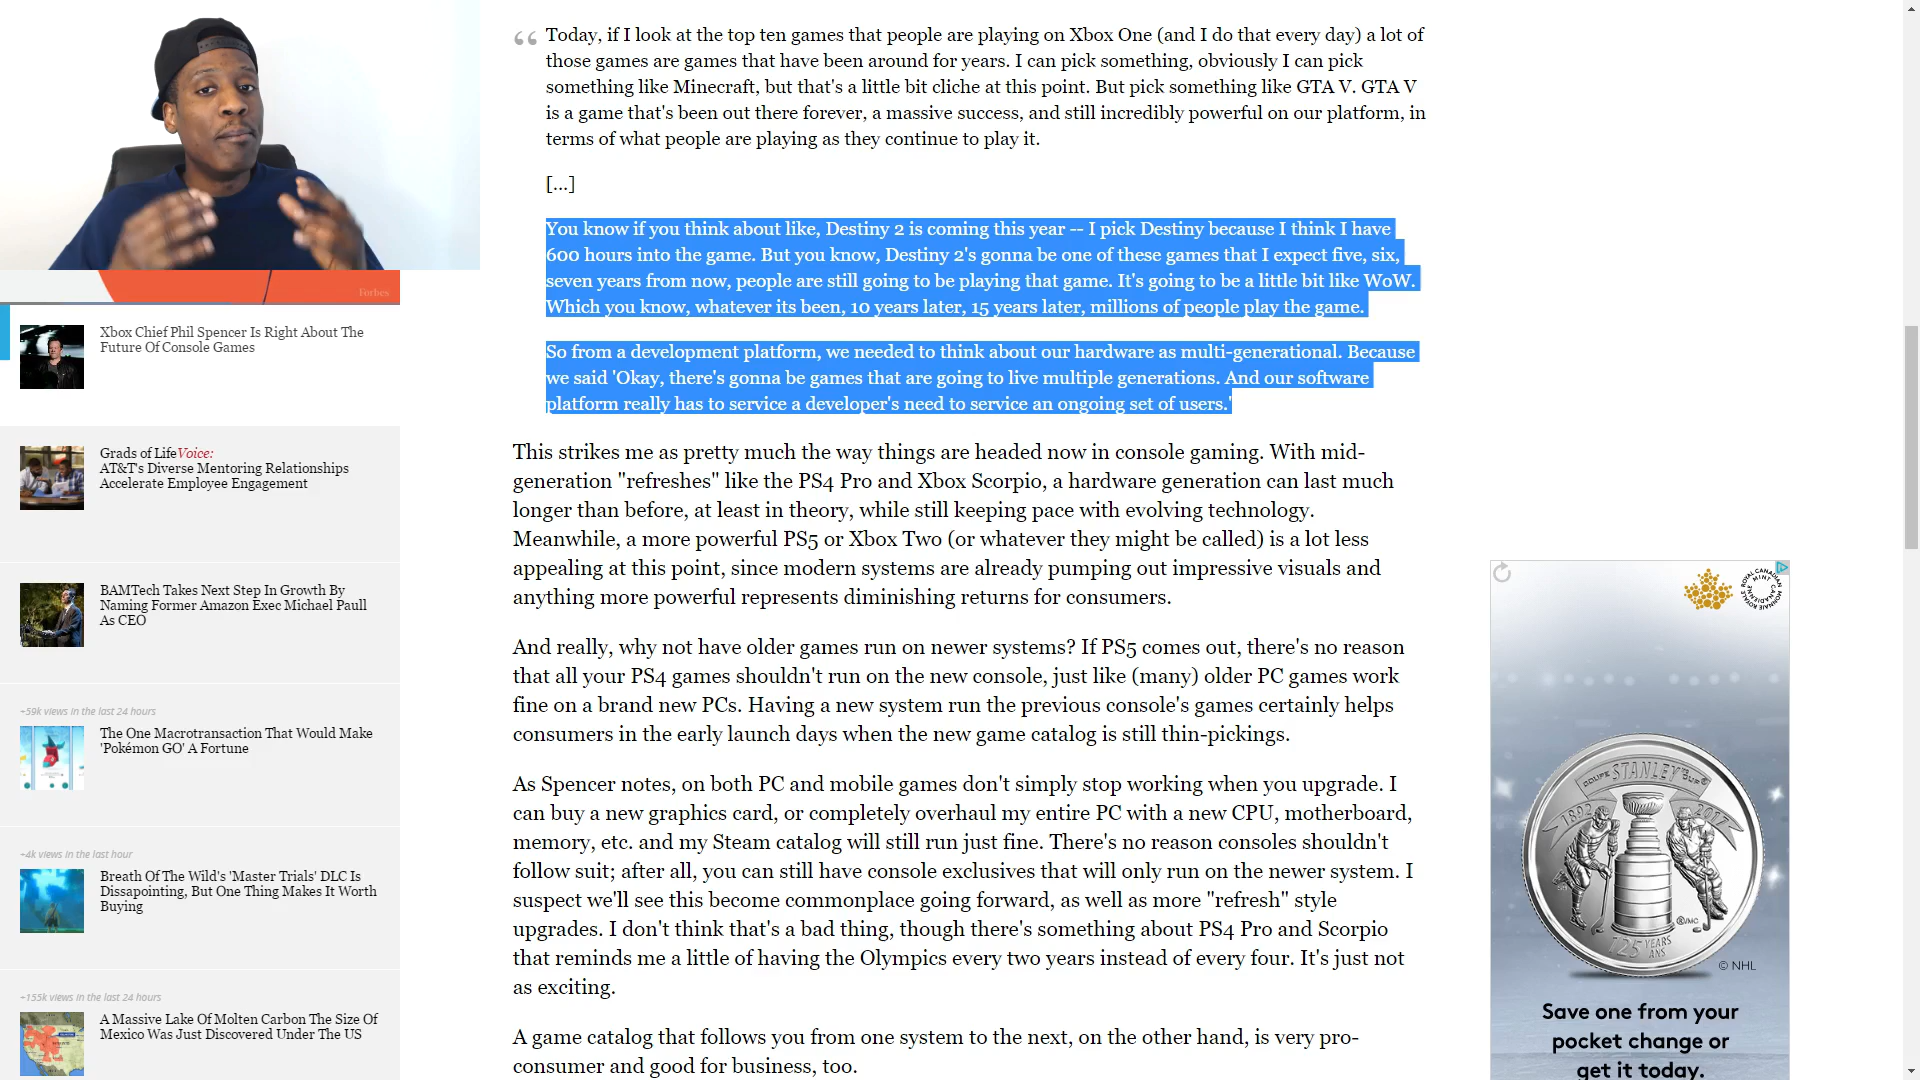 Today, if I look at the top ten games that people are playing on Xbox One (and I do that every day) a lot of
those games are games that have been around for years. I can pick something, obviously I can pick
something like Minecraft, but that's a little bit cliche at this point. But pick something like GTA V. GTA V
is a game that's been out there forever, a massive success, and still incredibly powerful on our platform, in
terms of what people are playing as they continue to play it.
[...]
You know if you think about like, Destiny 2 is coming this year -- I pick Destiny because I think I have
600 hours into the game. But you know, Destiny 2's gonna be one of these games that I expect five, six,
seven years from now, people are still going to be playing that game. It's going to be a little bit like WoW.
Which you know, whatever its been, 10 years later, 15 years later, millions of people play the game.
So from a development platform, we needed to think about our hardware as multi-generational. Because
we said 'Okay, there's gonna be games that are going to live multiple generations. And our software
platform really has to service a developer's need to service an ongoing set of users.'
This strikes me as pretty much the way things are headed now in console gaming. With mid-
generation "refreshes" like the PS4 Pro and Xbox Scorpio, a hardware generation can last much
longer than before, at least in theory, while still keeping pace with evolving technology.
Meanwhile, a more powerful PS5 or Xbox Two (or whatever they might be called) is a lot less
appealing at this point, since modern systems are already pumping out impressive visuals and
anything more powerful represents diminishing returns for consumers.
And really, why not have older games run on newer systems? If PS5 comes out, there's no reason
that all your PS4 games shouldn't run on the new console, just like (many) older PC games work
fine on a brand new PCs. Having a new system run the previous console's games certainly helps
consumers in the early launch days when the new game catalog is still thin-pickings.
As Spencer notes, on both PC and mobile games don't simply stop working when you upgrade. I
can buy a new graphics card, or completely overhaul my entire PC with a new CPU, motherboard,
memory, etc. and my Steam catalog will still run just fine. There's no reason consoles shouldn't
follow suit; after all, you can still have console exclusives that will only run on the newer system. I
suspect we'll see this become commonplace going forward, as well as more "refresh" style
upgrades. I don't think that's a bad thing, though there's something about PS4 Pro and Scorpio
that reminds me a little of having the Olympics every two years instead of every four. It's just not
as exciting.
A game catalog that follows you from one system to the next, on the other hand, is very pro-
consumer and good for business, too.
Forbes
Xbox Chief Phil Spencer Is Right About The
Future Of Console Games
Grads of LifeVoice:
AT&T's Diverse Mentoring Relationships
Accelerate Employee Engagement
BAMTech Takes Next Step In Growth By
Naming Former Amazon Exec Michael Paull
As CEO
+59k views in the last 24 hours
The One Macrotransaction That Would Make
'Pokémon GO' A Fortune
+4k views in the last hour
Breath Of The Wild's 'Master Trials' DLC Is
Dissapointing, But One Thing Makes It Worth
Buying
+155k views in the last 24 hours
A Massive Lake Of Molten Carbon The Size Of
Mexico Was Just Discovered Under The US
ROYAL CANADIAN
MINT
MONNAIE ROYALE
CANADIENNE
COUPE STANLEY CUP
1892 2017
125 YEARS
ANS
© NHL
Save one from your
pocket change or
get it today.